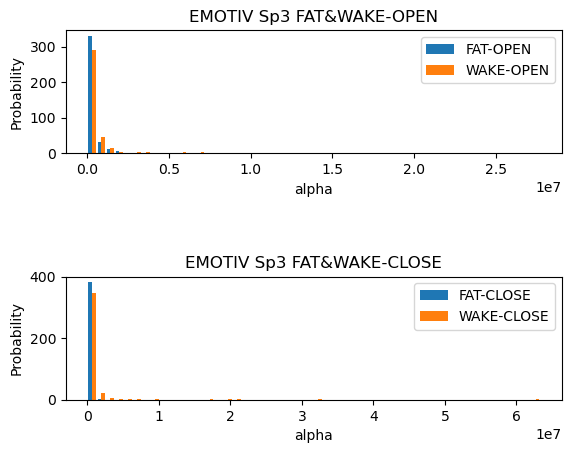 EMOTIV Sp3 FAT&WAKE-OPEN
300
200
100
0
Probability
FAT-OPEN
WAKE-OPEN
0.0 0.5 1.0 1.5 2.0 2.5
1e7
alpha
EMOTIV Sp3 FAT&WAKE-CLOSE
400
200
0
Probability
FAT-CLOSE
WAKE-CLOSE
0 1 2 3 4 5 6
1e7
alpha